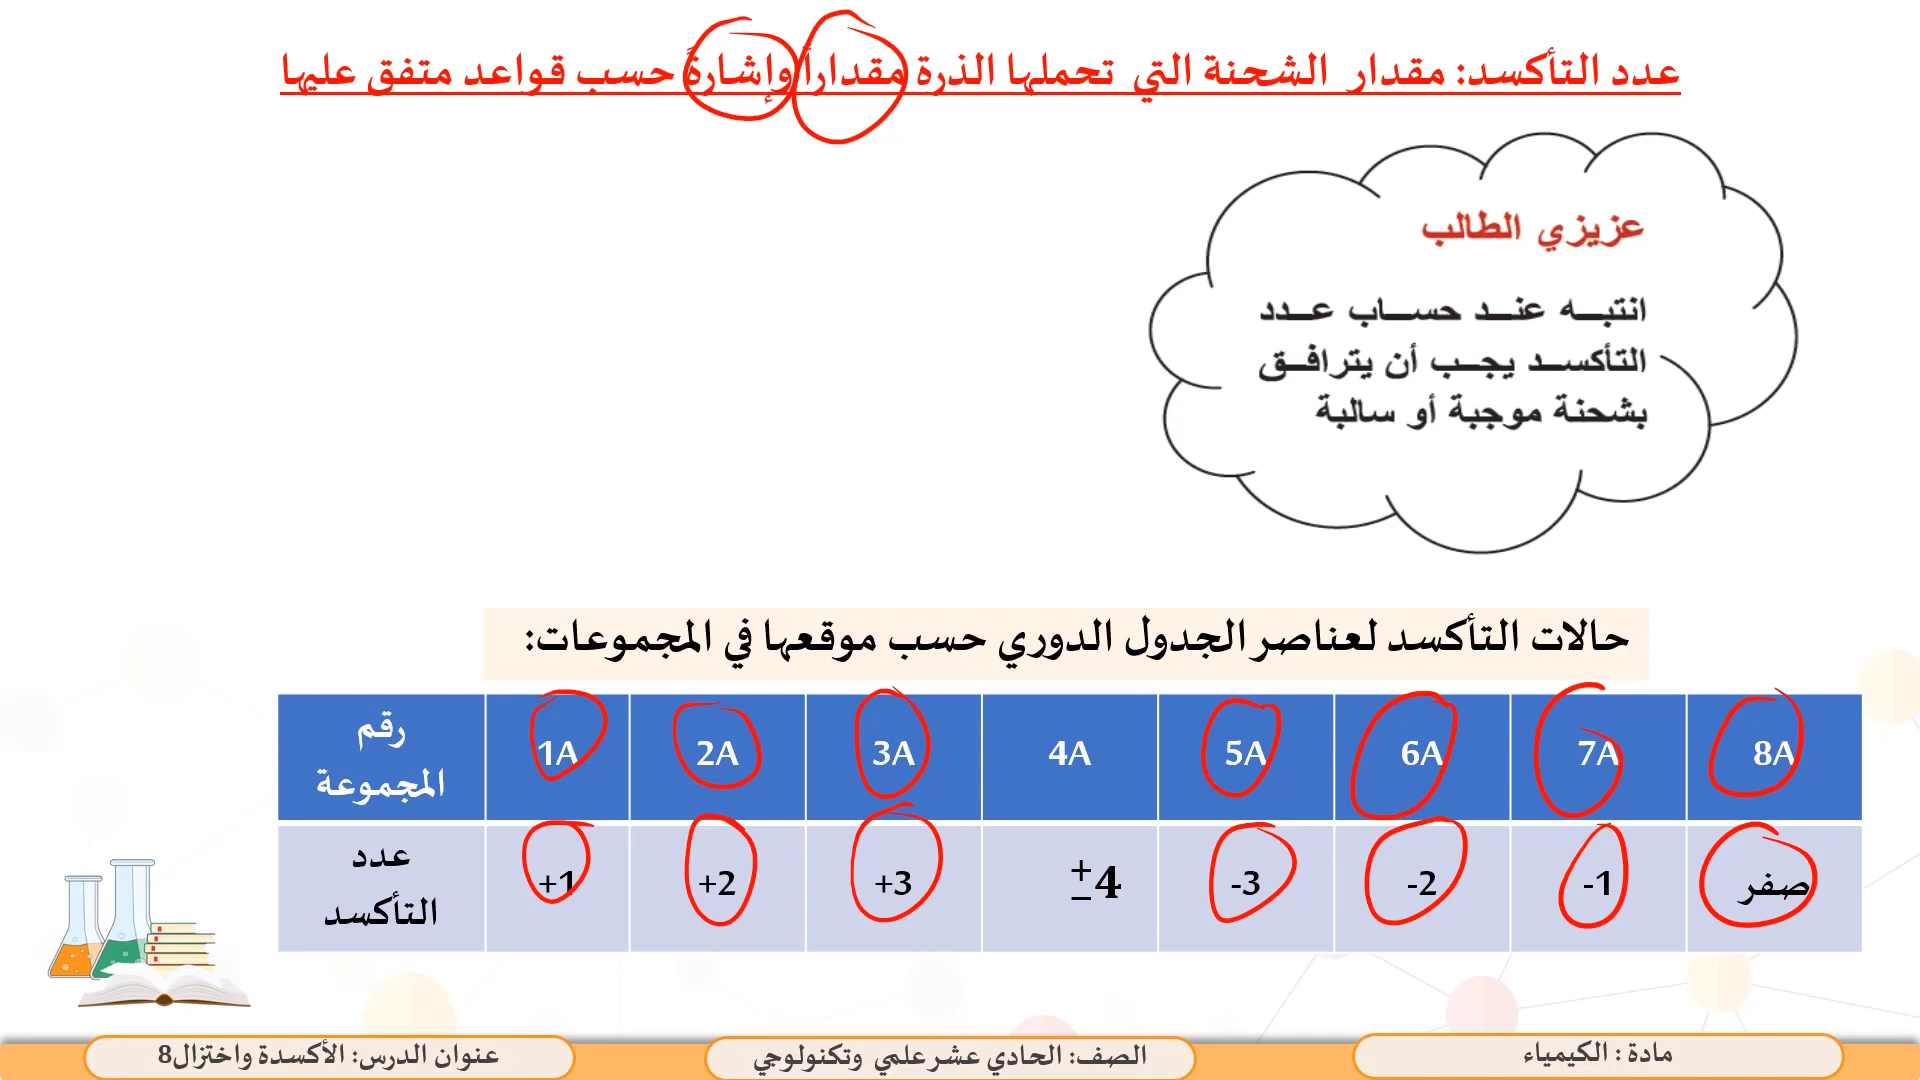 عدد التأكسد: مقدار الشحنة التي تحملها الذرة مقداراً وإشارةً حسب قواعد متفق عليها
عزيزي الطالب
انتبه عند حساب عدد
التأكسد يجب أن يترافق
بشحنة موجبة أو سالبة
حالات التأكسد لعناصر الجدول الدوري حسب موقعها في المجموعات:
رقم المجموعة 1A 2A 3A 4A 5A 6A 7A 8A
عدد التأكسد +1 +2 +3 ±4 -3 -2 -1 صفر
مادة : الكيمياء
الصف: الحادي عشر علمي وتكنولوجي
عنوان الدرس: الأكسدة واختزال8